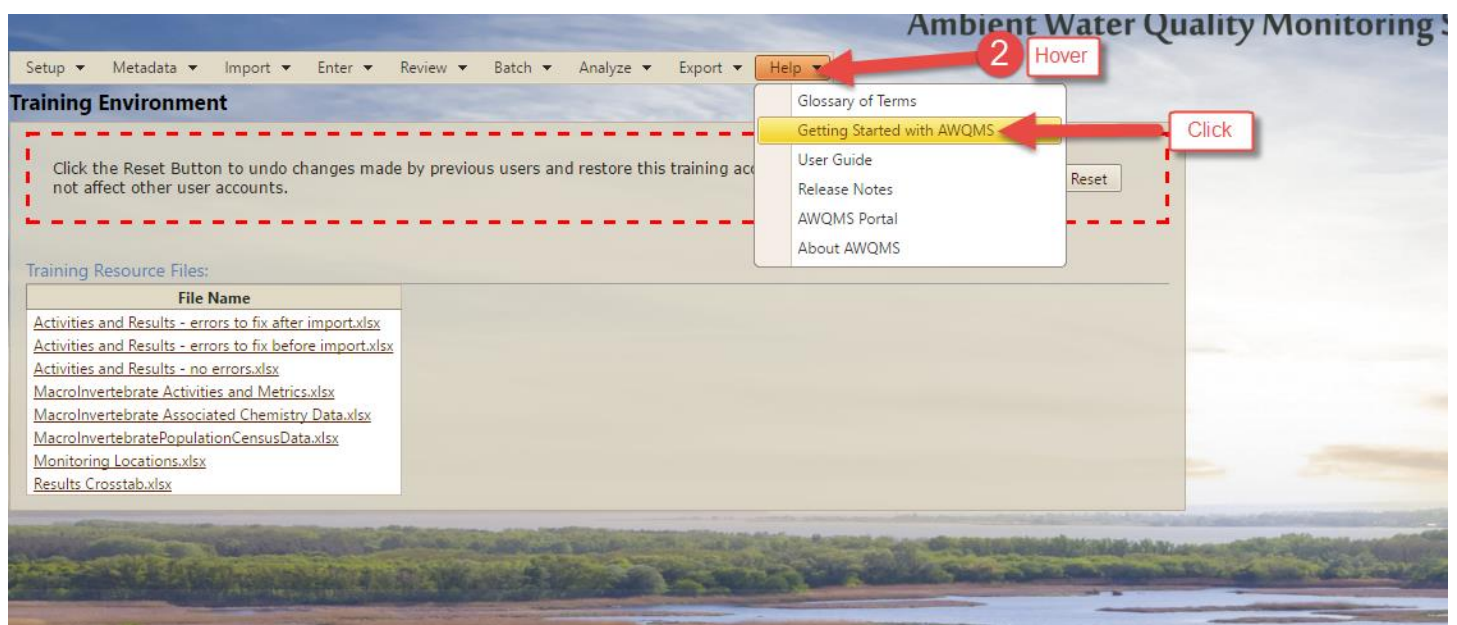 Ambient Water Quality Monitoring
2 Hover
Setup Metadata Import Enter Review Batch Analyze Export Help
Training Environment
Glossary of Terms
Getting Started with AWQMS
Click
User Guide
Release Notes
AWQMS Portal
About AWQMS
Click the Reset Button to undo changes made by previous users and restore this training
not affect other user accounts.
Reset
Training Resource Files:
File Name
Activities and Results - errors to fix after import.xlsx
Activities and Results - errors to fix before import.xlsx
Activities and Results - no errors.xlsx
MacroInvertebrate Activities and Metrics.xlsx
MacroInvertebrate Associated Chemistry Data.xlsx
MacroInvertebratePopulationCensusData.xlsx
Monitoring Locations.xlsx
Results Crosstab.xlsx